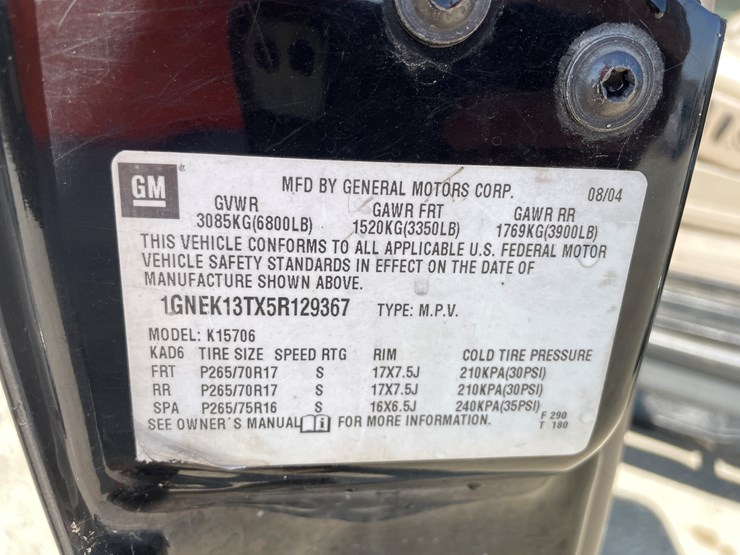 GM
MFD BY GENERAL MOTORS CORP. 08/04
GVWR GAWR FRT GAWR RR
3085KG(6800LB) 1520KG(3350LB) 1769KG(3900LB)
THIS VEHICLE CONFORMS TO ALL APPLICABLE U.S. FEDERAL MOTOR
VEHICLE SAFETY STANDARDS IN EFFECT ON THE DATE OF
MANUFACTURE SHOWN ABOVE.
1GNEK13TX5R129367 TYPE: M.P.V.
MODEL: K15706
KAD6 TIRE SIZE SPEED RTG RIM COLD TIRE PRESSURE
FRT P265/70R17 S 17X7.5J 210KPA(30PSI)
RR P265/70R17 S 17X7.5J 210KPA(30PSI)
SPA P265/75R16 S 16X6.5J 240KPA(35PSI)
SEE OWNER'S MANUAL i FOR MORE INFORMATION.
F 290
T 180